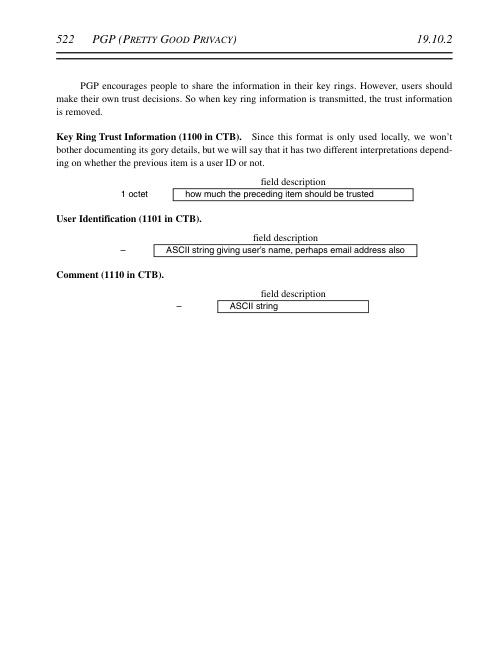 522 PGP (PRETTY GOOD PRIVACY) 19.10.2
PGP encourages people to share the information in their key rings. However, users should
make their own trust decisions. So when key ring information is transmitted, the trust information
is removed.
Key Ring Trust Information (1100 in CTB). Since this format is only used locally, we won't
bother documenting its gory details, but we will say that it has two different interpretations depend-
ing on whether the previous item is a user ID or not.
field description
1 octet how much the preceding item should be trusted
User Identification (1101 in CTB).
field description
– ASCII string giving user's name, perhaps email address also
Comment (1110 in CTB).
field description
– ASCII string